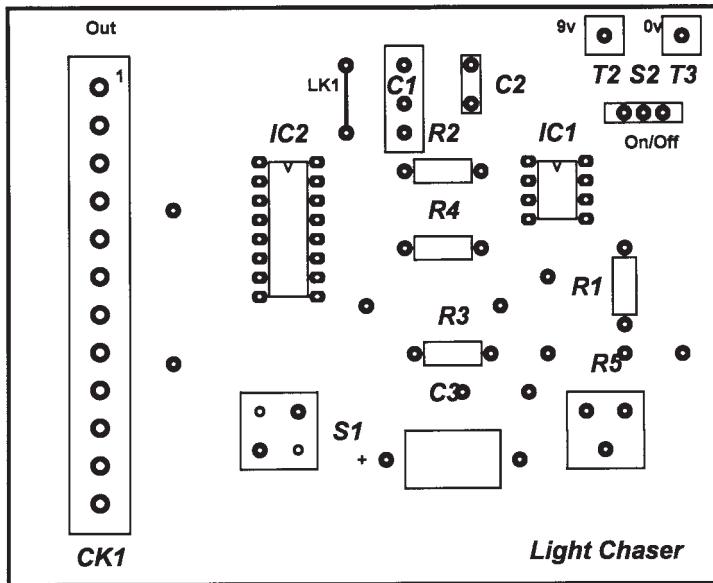 Out
9v
0v
1
LK1
C1
C2
T2 S2 T3
IC2
R2
IC1
On/Off
R4
R1
R3
R5
C3
S1
+
CK1
Light Chaser